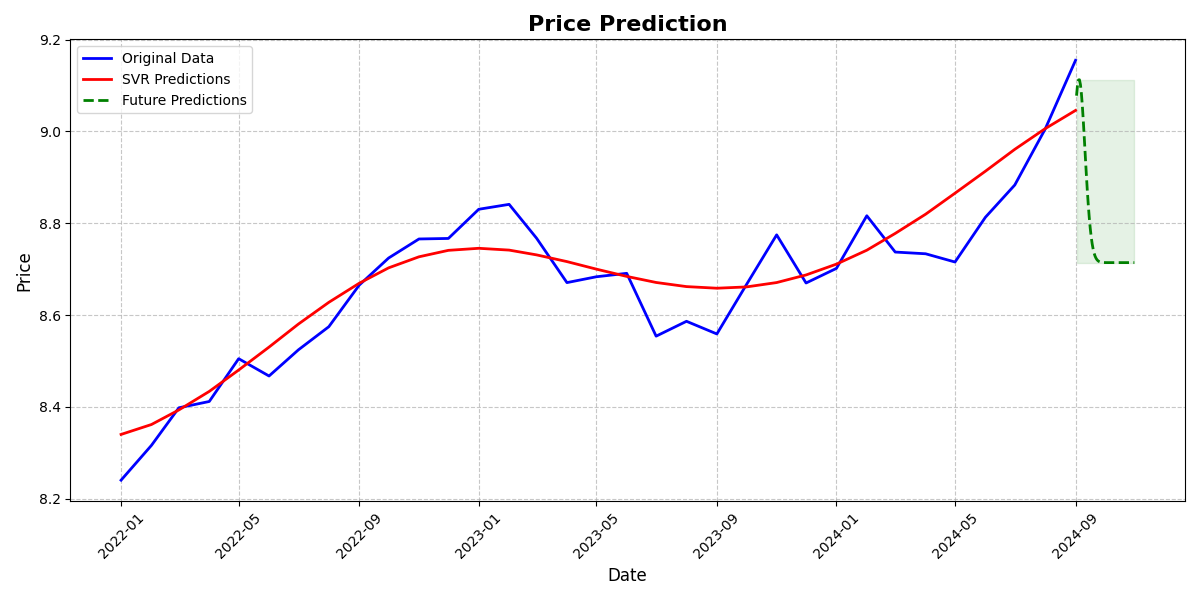 Price Prediction
Original Data
SVR Predictions
Future Predictions
9.2
9.0
8.8
8.6
8.4
8.2
Price
2022-01
2022-05
2022-09
2023-01
2023-05
2023-09
2024-01
2024-05
2024-09
Date